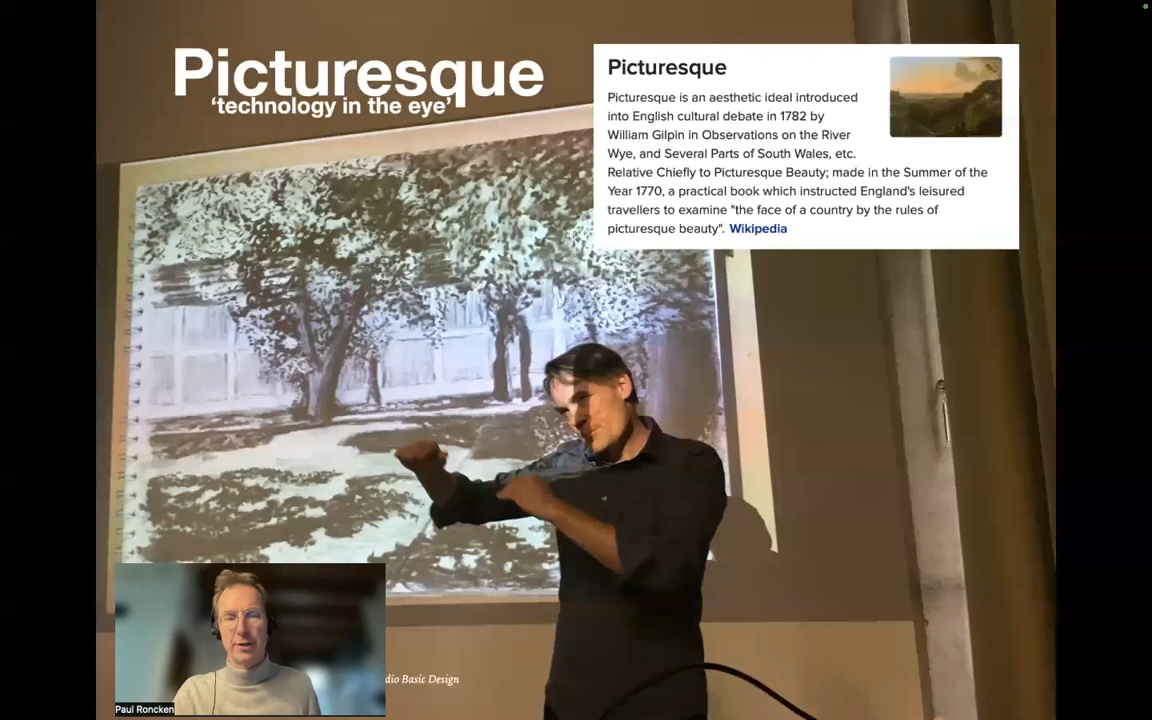 Picturesque
‘technology in the eye’
Picturesque
Picturesque is an aesthetic ideal introduced
into English cultural debate in 1782 by
William Gilpin in Observations on the River
Wye, and Several Parts of South Wales, etc.
Relative Chiefly to Picturesque Beauty; made in the Summer of the
Year 1770, a practical book which instructed England's leisured
travellers to examine "the face of a country by the rules of
picturesque beauty". Wikipedia
dio Basic Design
Paul Roncken